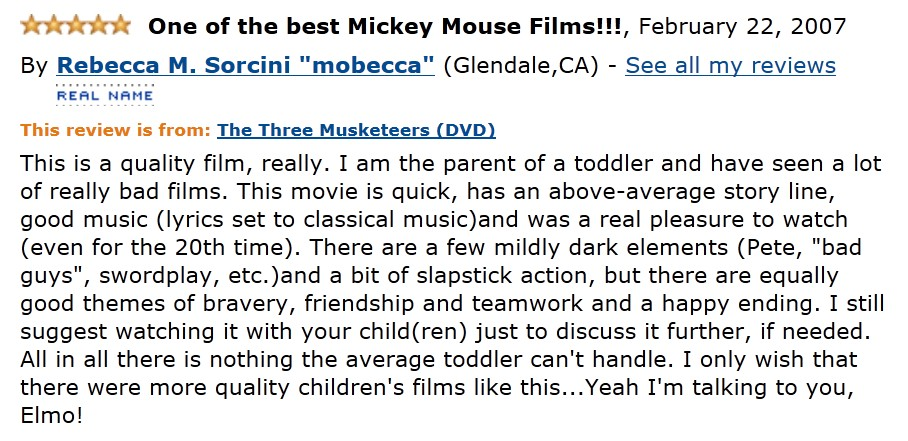 One of the best Mickey Mouse Films!!!, February 22, 2007
By Rebecca M. Sorcini "mobecca" (Glendale,CA) - See all my reviews
REAL NAME
This review is from: The Three Musketeers (DVD)
This is a quality film, really. I am the parent of a toddler and have seen a lot
of really bad films. This movie is quick, has an above-average story line,
good music (lyrics set to classical music)and was a real pleasure to watch
(even for the 20th time). There are a few mildly dark elements (Pete, "bad
guys", swordplay, etc.)and a bit of slapstick action, but there are equally
good themes of bravery, friendship and teamwork and a happy ending. I still
suggest watching it with your child(ren) just to discuss it further, if needed.
All in all there is nothing the average toddler can't handle. I only wish that
there were more quality children's films like this...Yeah I'm talking to you,
Elmo!